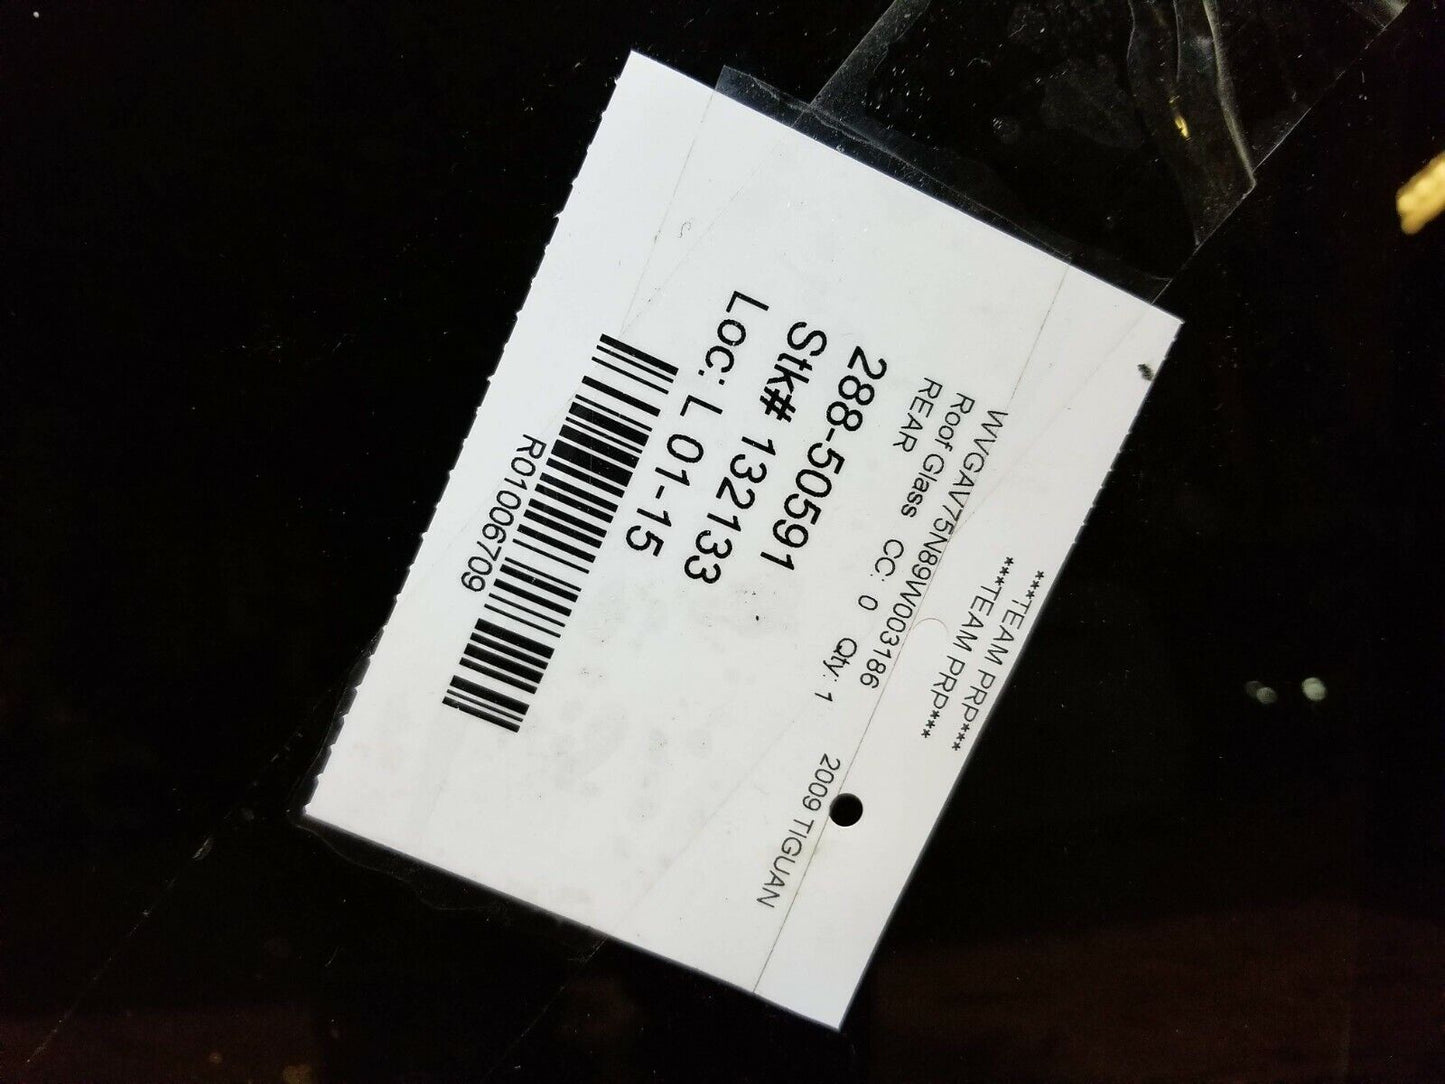 ***TEAM PRP***
***TEAM PRP***
WVGAV75N89W003186
Roof Glass CC: 0 Qty: 1 2009 TIGUAN
REAR
288-50591
Stk# 132133
Loc: L 01-15
R01006709